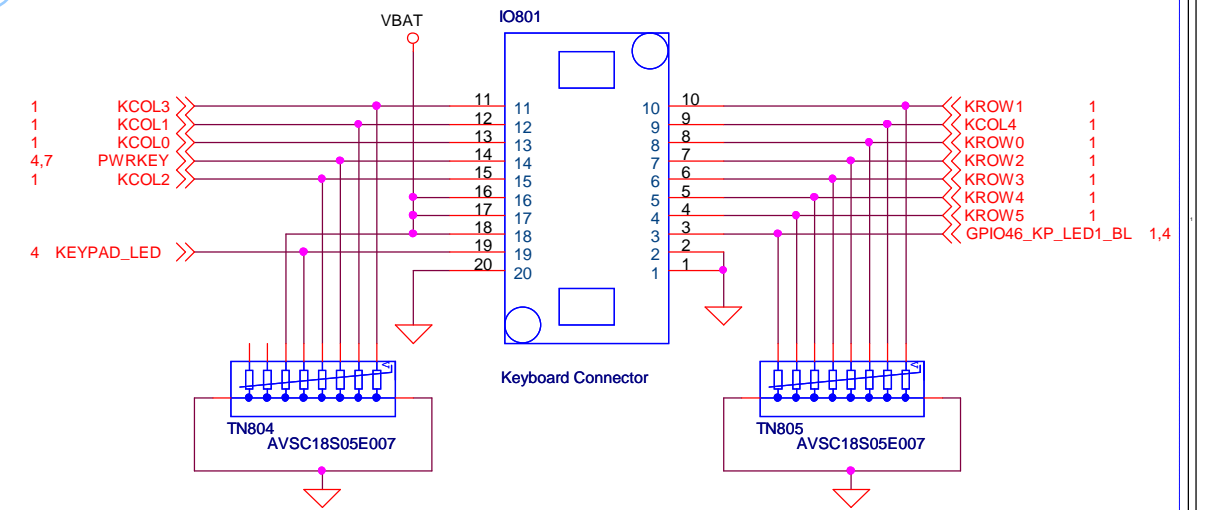 VBAT
IO801
1 KCOL3 11 11 10 10 KROW1 1
1 KCOL1 12 12 9 9 KCOL4 1
1 KCOL0 13 13 8 8 KROW0 1
4,7 PWRKEY 14 14 7 7 KROW2 1
1 KCOL2 15 15 6 6 KROW3 1
16 16 5 5 KROW4 1
17 17 4 4 KROW5 1
18 18 3 3 GPIO46_KP_LED1_BL 1,4
4 KEYPAD_LED 19 19 2 2
20 20 1 1
V V
Keyboard Connector
TN804 TN805
AVSC18S05E007 AVSC18S05E007